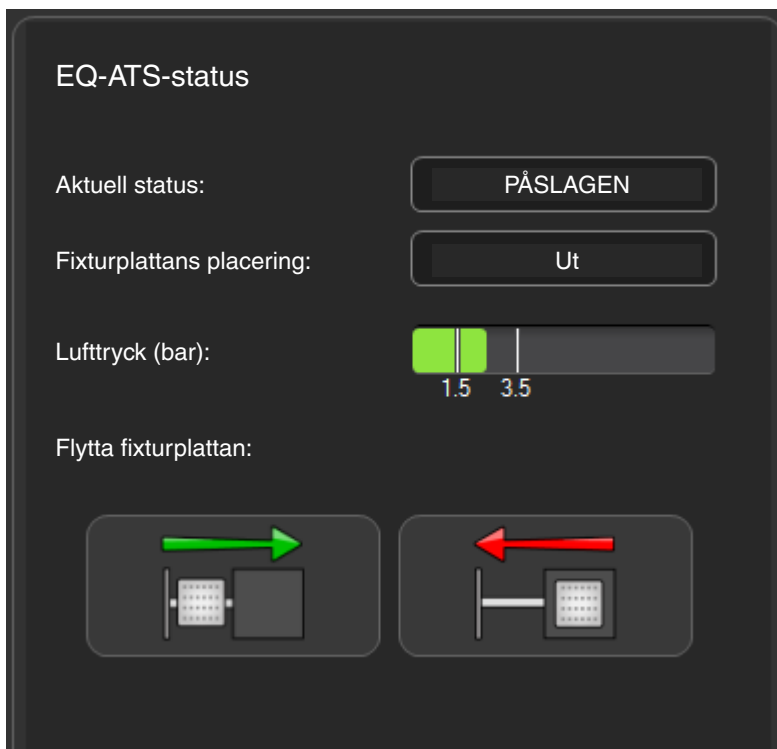 EQ-ATS-status
Aktuell status: PÅSLAGEN
Fixturplattans placering: Ut
Lufttryck (bar):
1.5 3.5
Flytta fixturplattan: